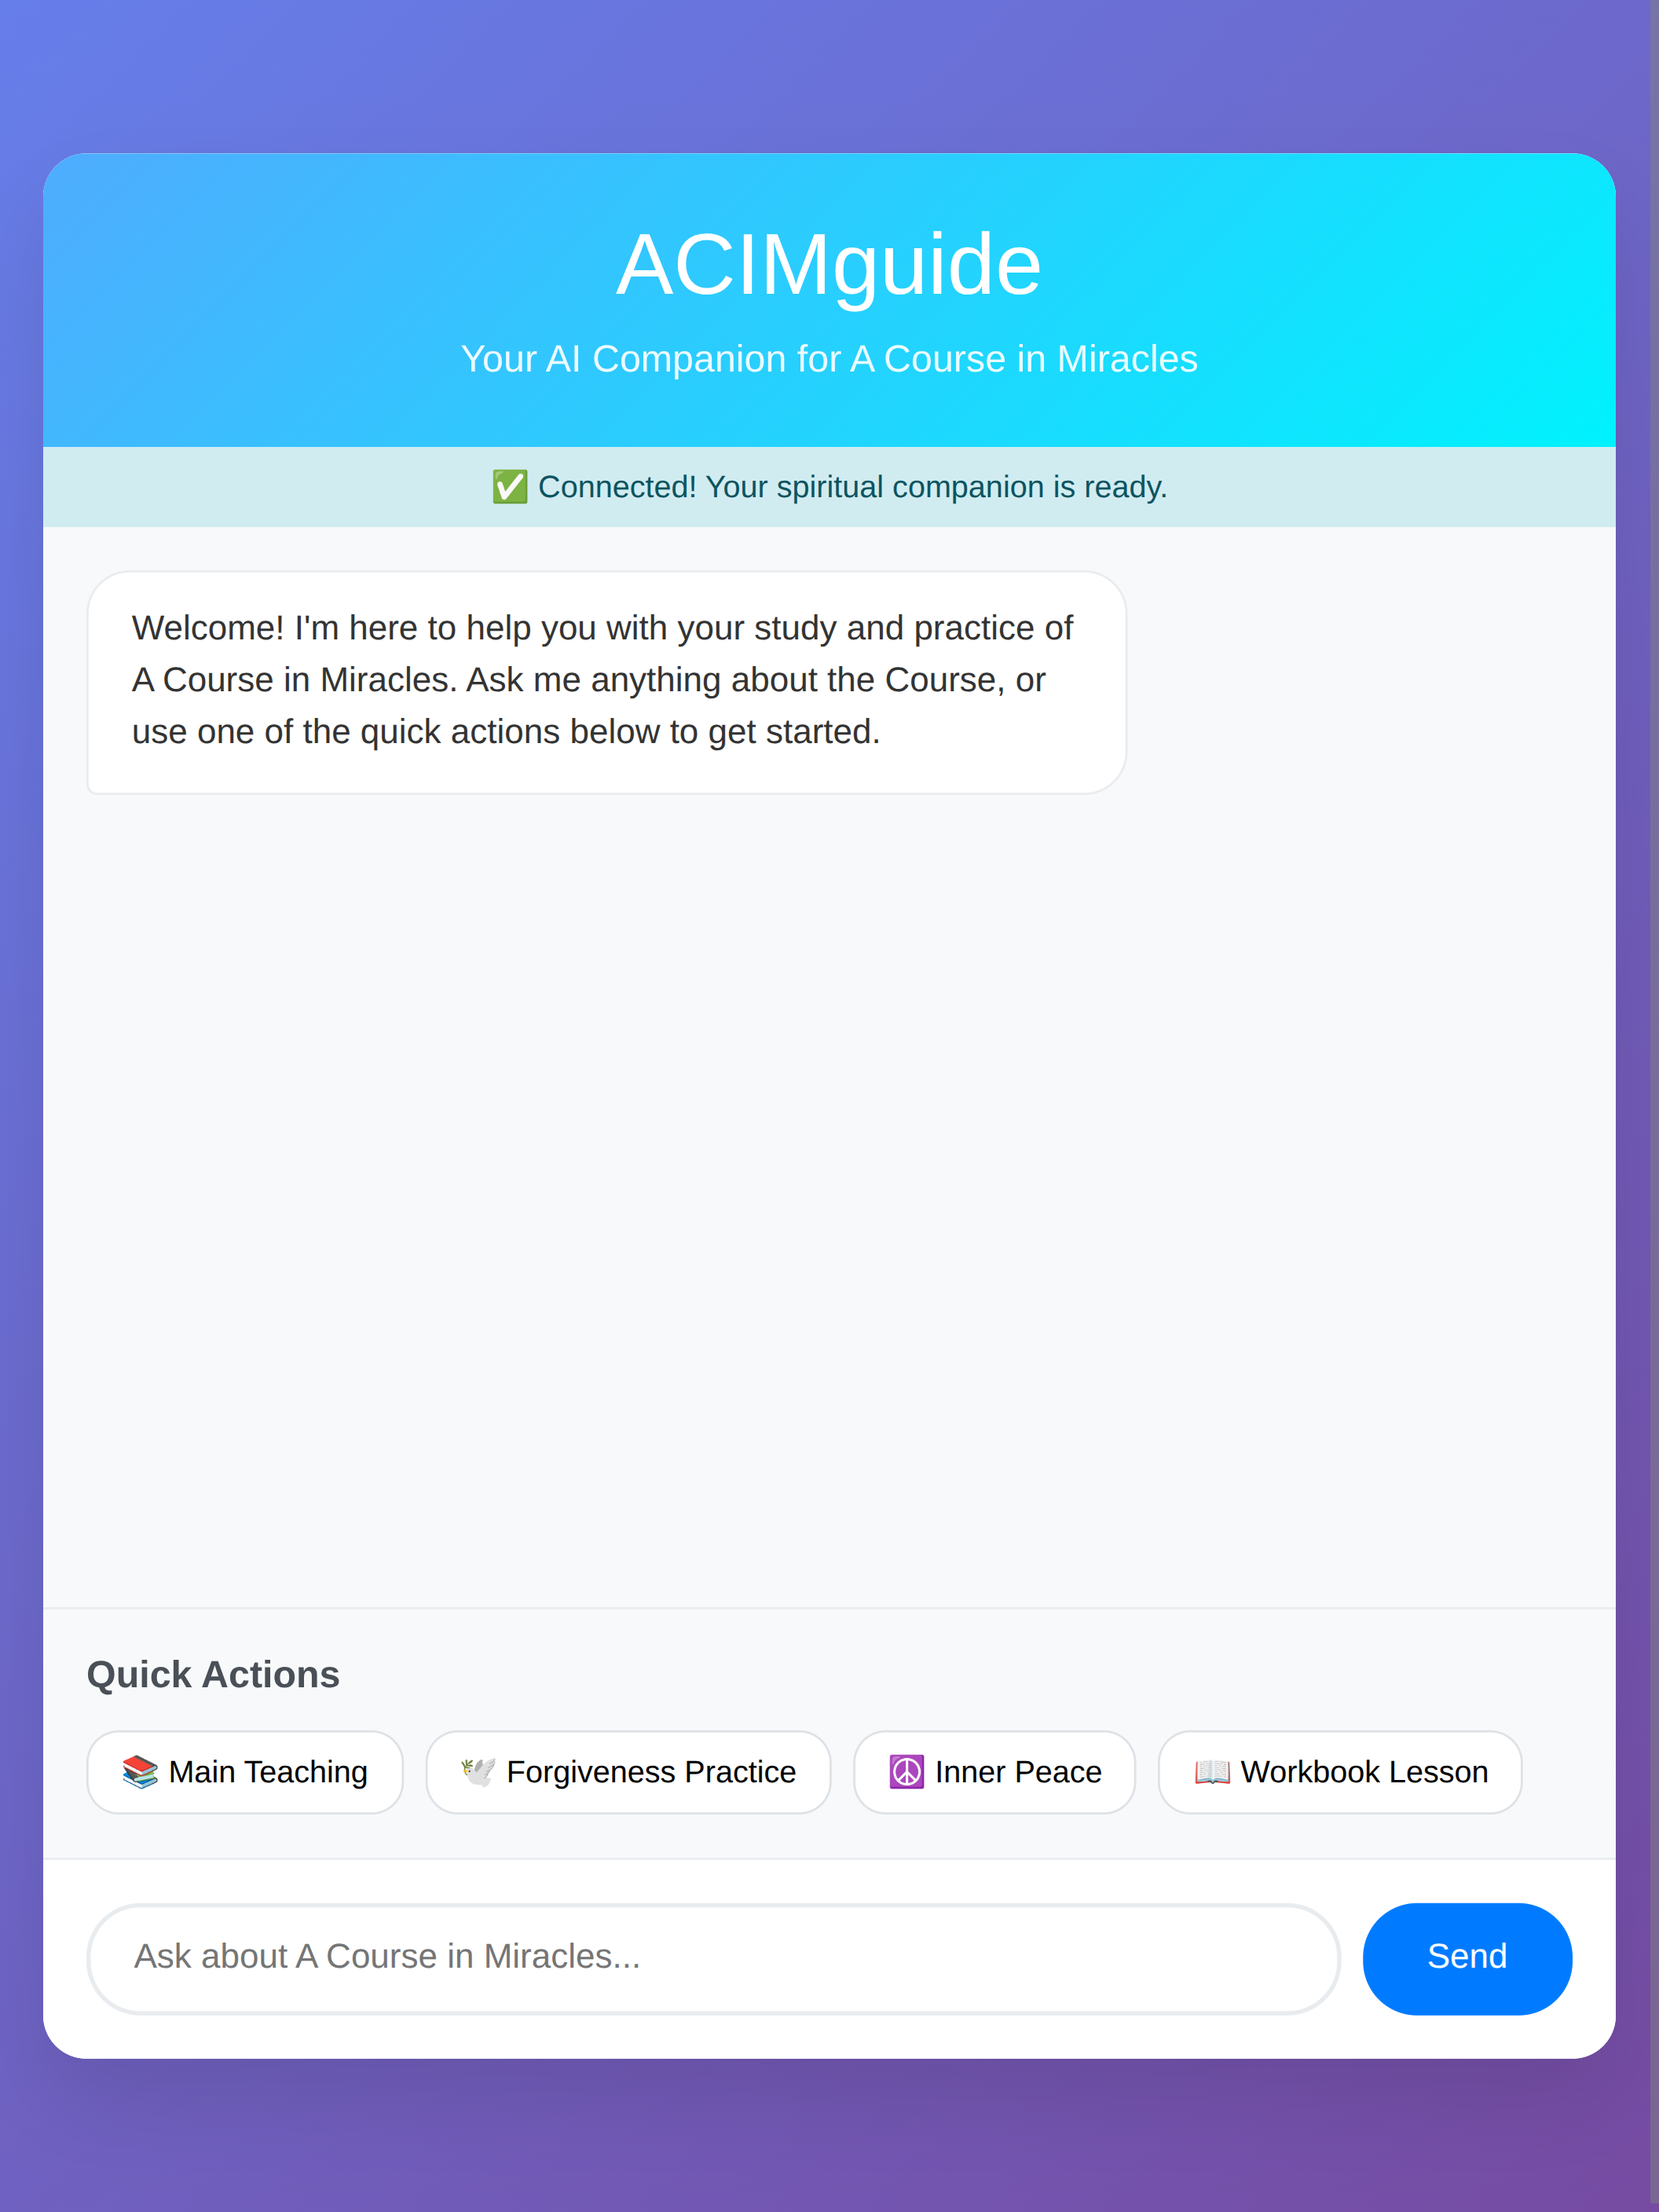 ACIMguide
Your AI Companion for A Course in Miracles
✅ Connected! Your spiritual companion is ready.
Welcome! I'm here to help you with your study and practice of
A Course in Miracles. Ask me anything about the Course, or
use one of the quick actions below to get started.
Quick Actions
📚 Main Teaching
🕊️ Forgiveness Practice
☮️ Inner Peace
📖 Workbook Lesson
Ask about A Course in Miracles...
Send